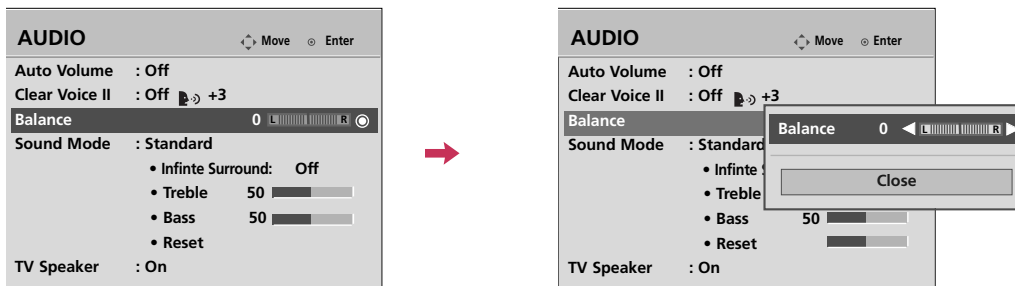 AUDIO
Move Enter
Auto Volume : Off
Clear Voice II : Off +3
Balance 0 L R
Sound Mode : Standard
• Infinte Surround: Off
• Treble 50
• Bass 50
• Reset
TV Speaker : On
AUDIO
Move Enter
Auto Volume : Off
Clear Voice II : Off +3
Balance
Sound Mode : Standard
• Infinte
• Treble
• Bass 50
• Reset
TV Speaker : On
Balance 0 L R
Close